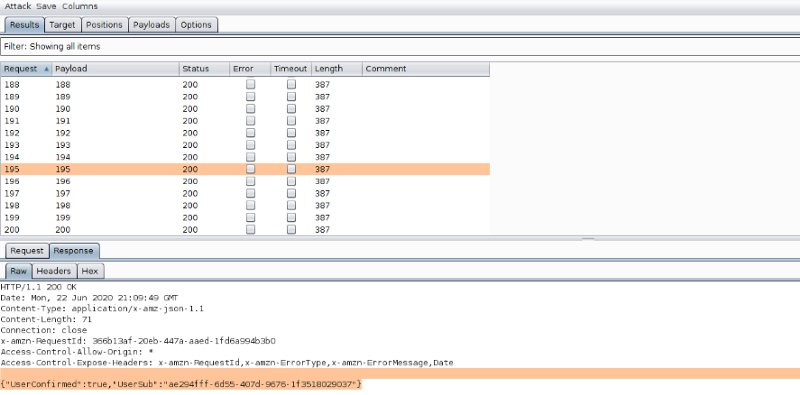 Attack Save Columns
Results Target Positions Payloads Options
Filter: Showing all items
Request Payload Status Error Timeout Length Comment
188 188 200 387
189 189 200 387
190 190 200 387
191 191 200 387
192 192 200 387
193 193 200 387
194 194 200 387
195 195 200 387
196 196 200 387
197 197 200 387
198 198 200 387
199 199 200 387
200 200 200 387
Request Response
Raw Headers Hex
HTTP/1.1 200 OK
Date: Mon, 22 Jun 2020 21:09:49 GMT
Content-Type: application/x-amz-json-1.1
Content-Length: 71
Connection: close
x-amzn-RequestId: 366b13af-20eb-447a-aaed-1fd6a994b3b0
Access-Control-Allow-Origin: *
Access-Control-Expose-Headers: x-amzn-RequestId,x-amzn-ErrorType,x-amzn-ErrorMessage,Date
{"UserConfirmed":true,"UserSub":"ae294fff-6d55-407d-9676-1f3518029037"}